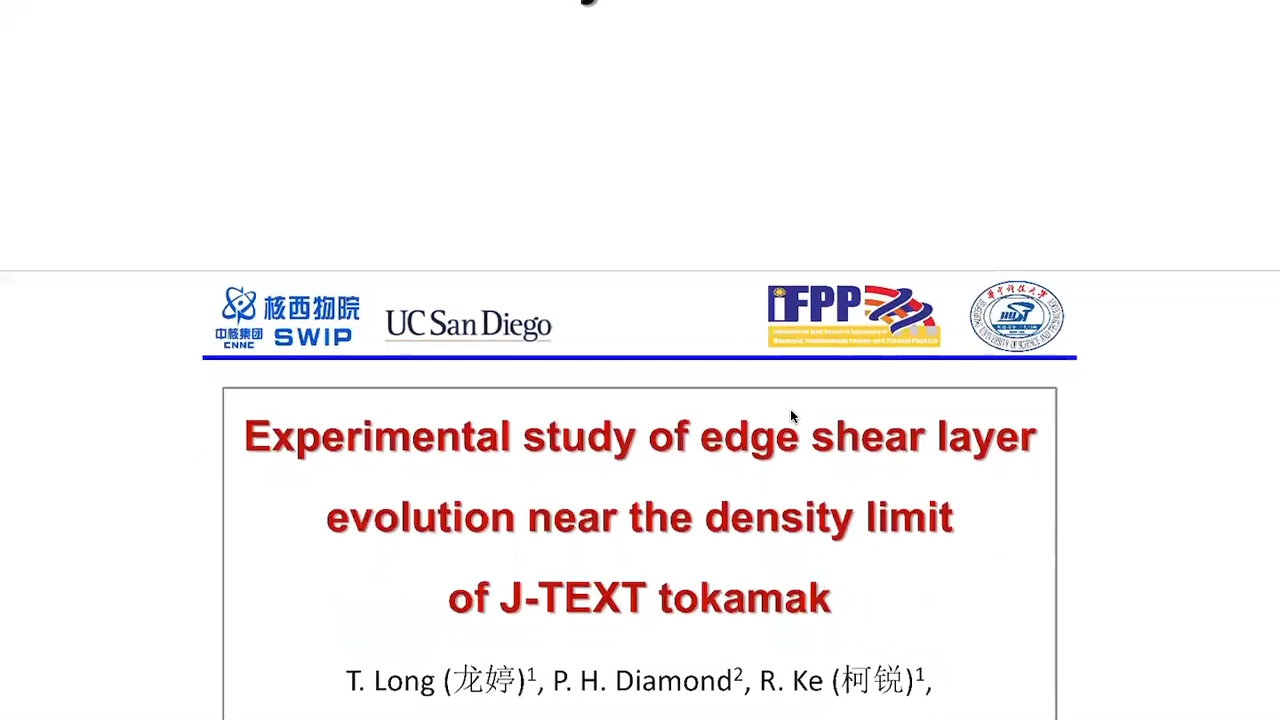 核西物院
中核集团
CNNC
SWIP
UC San Diego
iFPP
Experimental study of edge shear layer
evolution near the density limit
of J-TEXT tokamak
T. Long (龙婷)1, P. H. Diamond2, R. Ke (柯锐)1,